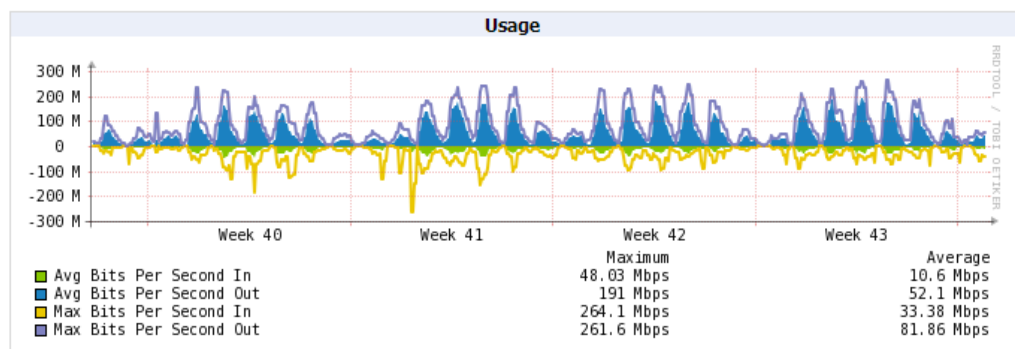 Usage
300 M
200 M
100 M
0
-100 M
-200 M
-300 M
Week 40 Week 41 Week 42 Week 43
RRDTOOL / TOBI OETIKER
Maximum Average
Avg Bits Per Second In 48.03 Mbps 10.6 Mbps
Avg Bits Per Second Out 191 Mbps 52.1 Mbps
Max Bits Per Second In 264.1 Mbps 33.38 Mbps
Max Bits Per Second Out 261.6 Mbps 81.86 Mbps